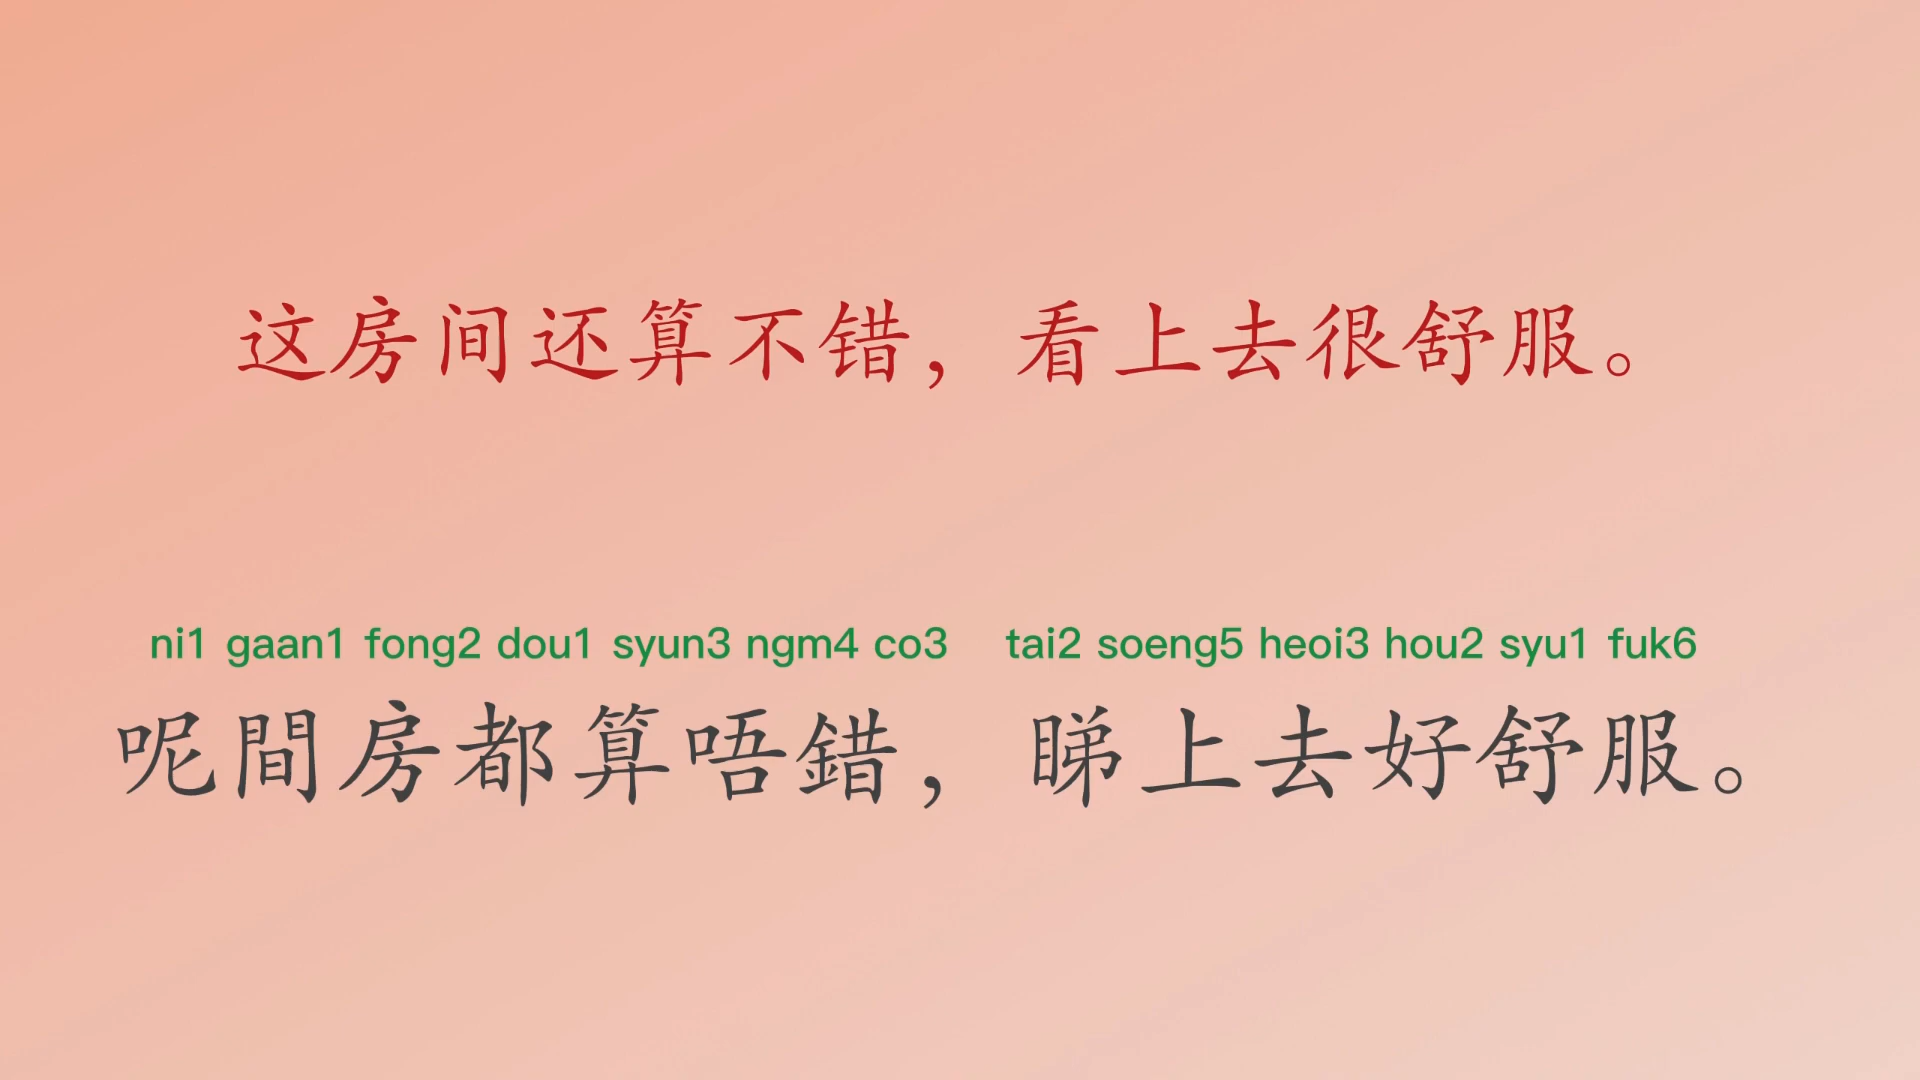 这房间还算不错，看上去很舒服。
ni1 gaan1 fong2 dou1 syun3 ngm4 co3 tai2 soeng5 heoi3 hou2 syu1 fuk6
呢間房都算唔錯，睇上去好舒服。